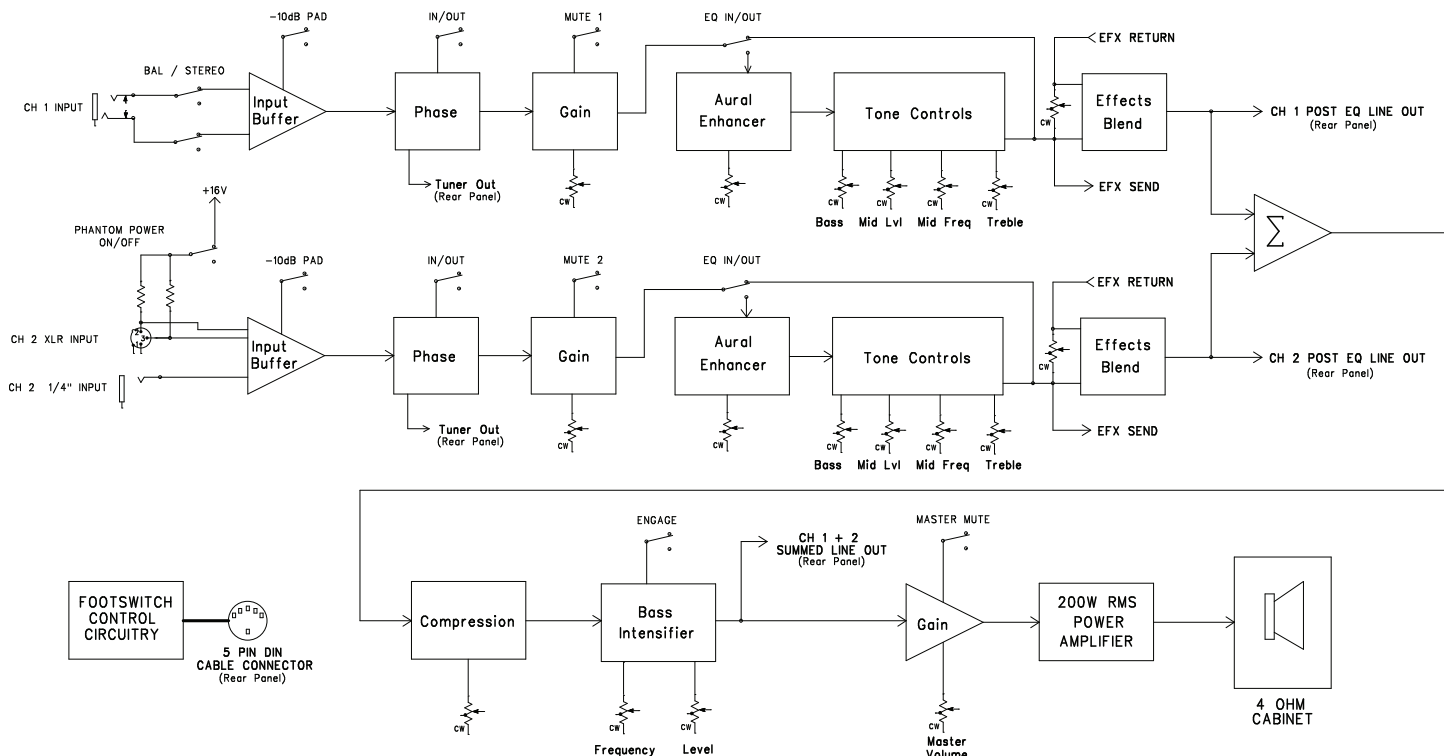 -10dB PAD
IN/OUT
MUTE 1
EQ IN/OUT
EFX RETURN
BAL / STEREO
CH 1 INPUT
Input
Buffer
Phase
Gain
Aural
Enhancer
Tone Controls
CW
Effects
Blend
CH 1 POST EQ LINE OUT
(Rear Panel)
Tuner Out
(Rear Panel)
CW
CW
CW
CW
CW
CW
Bass
Mid Lvl
Mid Freq
Treble
EFX SEND
+16V
PHANTOM POWER
ON/OFF
Σ
-10dB PAD
IN/OUT
MUTE 2
EQ IN/OUT
EFX RETURN
CH 2 XLR INPUT
2
3
1
CH 2 1/4" INPUT
Input
Buffer
Phase
Gain
Aural
Enhancer
Tone Controls
CW
Effects
Blend
CH 2 POST EQ LINE OUT
(Rear Panel)
Tuner Out
(Rear Panel)
CW
CW
CW
CW
CW
CW
Bass
Mid Lvl
Mid Freq
Treble
EFX SEND
ENGAGE
CH 1 + 2
SUMMED LINE OUT
(Rear Panel)
MASTER MUTE
FOOTSWITCH
CONTROL
CIRCUITRY
5 PIN DIN
CABLE CONNECTOR
(Rear Panel)
Compression
Bass
Intensifier
Gain
200W RMS
POWER
AMPLIFIER
4 OHM
CABINET
CW
CW
CW
CW
Frequency
Level
Master
Volume